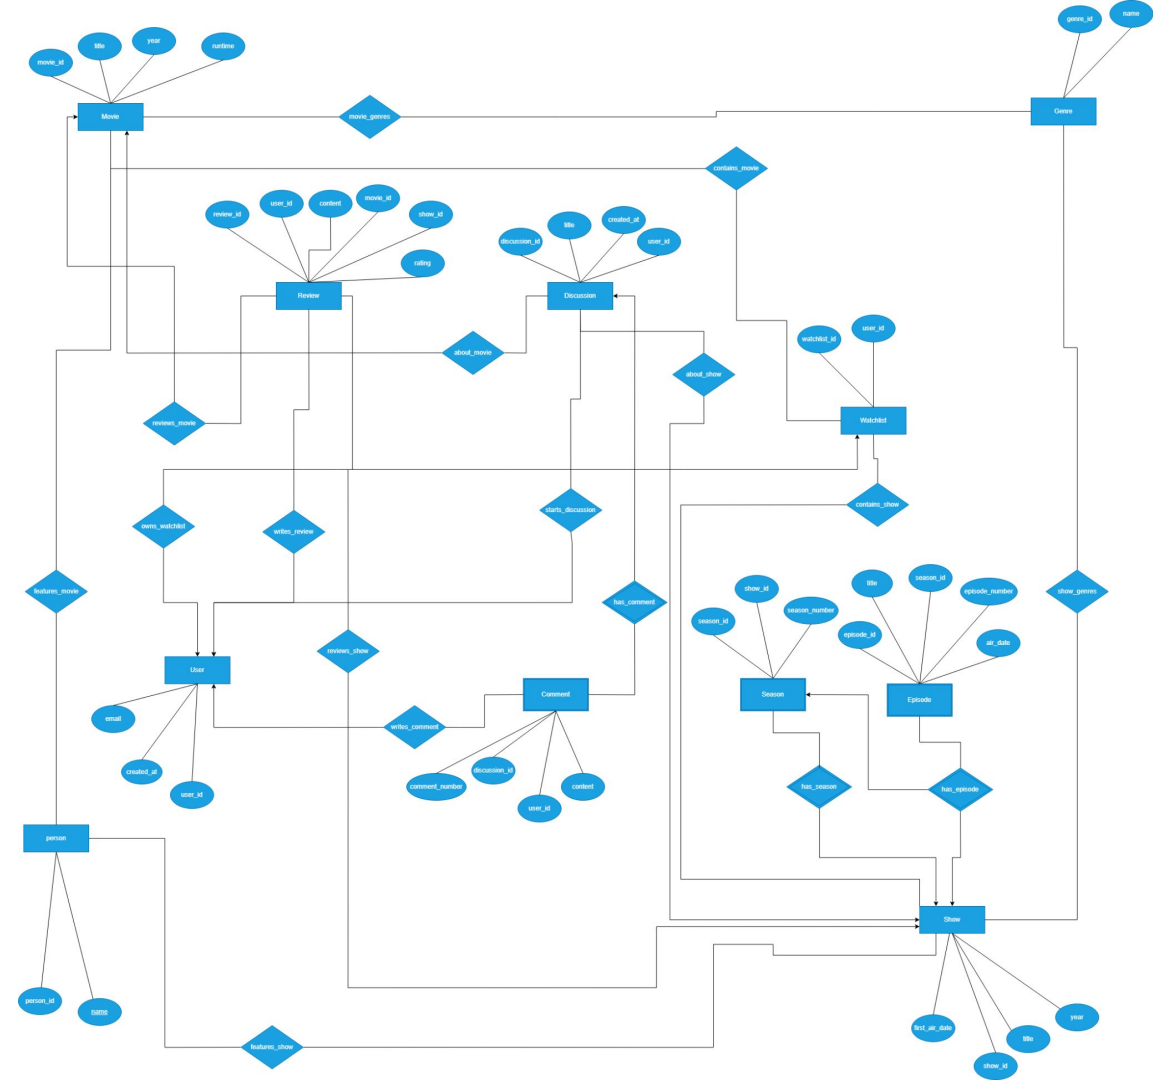 genre_id
name
movie_id
title
year
runtime
Movie
movie_genres
Genre
contains_movie
review_id
user_id
content
movie_id
show_id
rating
discussion_id
title
created_at
user_id
Review
Discussion
watchlist_id
user_id
about_movie
about_show
reviews_movie
Watchlist
owns_watchlist
writes_review
starts_discussion
contains_show
features_movie
has_comment
show_genres
season_id
show_id
season_number
title
season_id
episode_number
episode_id
air_date
reviews_show
User
Comment
Season
Episode
email
created_at
user_id
writes_comment
comment_number
discussion_id
user_id
content
has_season
has_episode
person
Show
person_id
name
features_show
first_air_date
show_id
title
year